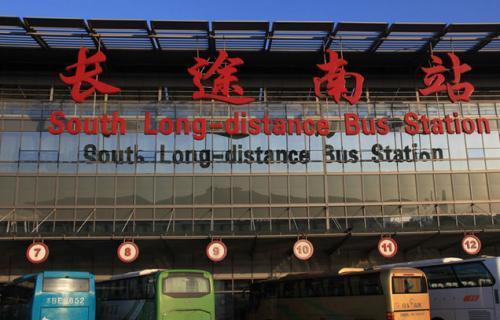 长途南站
South Long-distance Bus Station
South Long-distance Bus Station
7 8 9 10 11 12